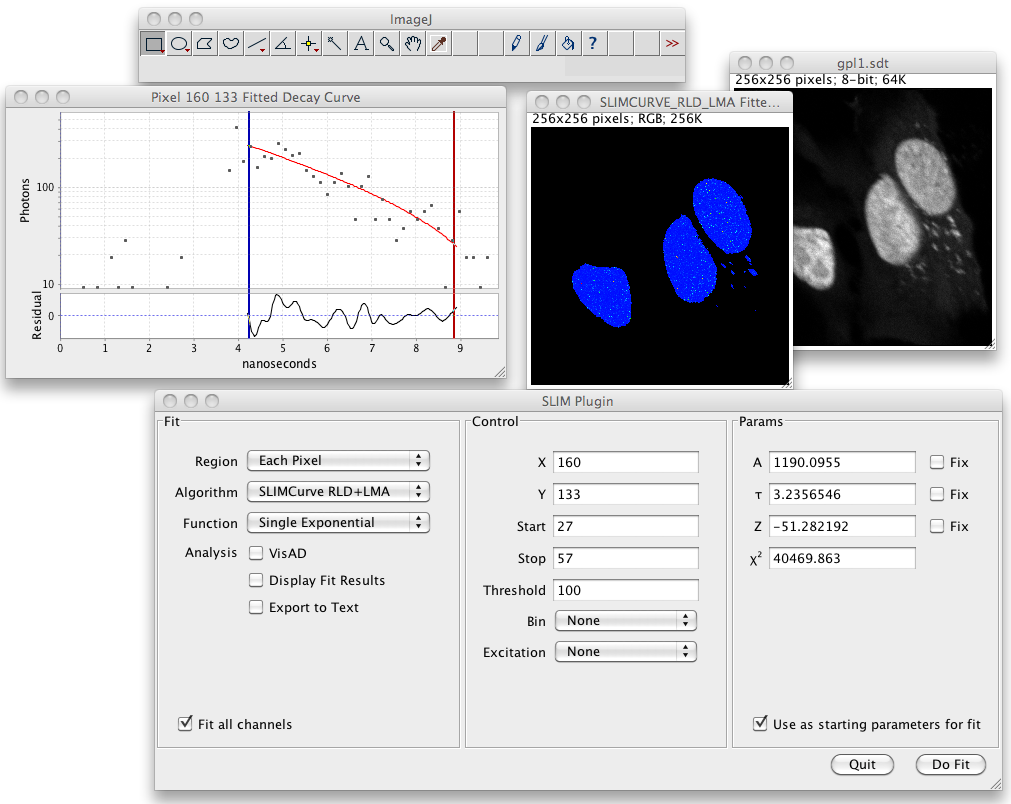 ImageJ
A
?
>>
gpl1.sdt
256x256 pixels; 8-bit; 64K
Pixel 160 133 Fitted Decay Curve
Photons
100
10
Residual
0
0
1
2
3
4
5
6
7
8
9
nanoseconds
SLIMCURVE_RLD_LMA Fitte...
256x256 pixels; RGB; 256K
SLIM Plugin
Fit
Region Each Pixel
Algorithm SLIMCurve RLD+LMA
Function Single Exponential
Analysis VisAD
Display Fit Results
Export to Text
Fit all channels
Control
X 160
Y 133
Start 27
Stop 57
Threshold 100
Bin None
Excitation None
Params
A 1190.0955 Fix
τ 3.2356546 Fix
Z -51.282192 Fix
χ² 40469.863
Use as starting parameters for fit
Quit
Do Fit